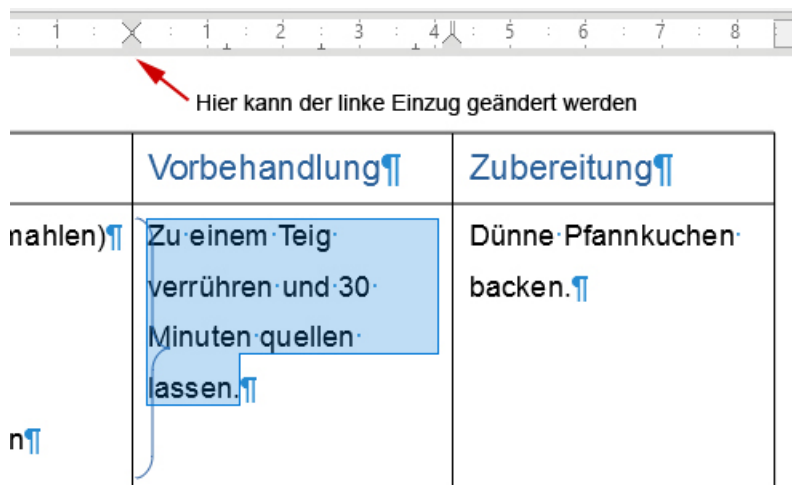 1 1 2 3 4 5 6 7 8
Hier kann der linke Einzug geändert werden
Vorbehandlung¶ Zubereitung¶
mahlen)¶ Zu·einem·Teig· Dünne·Pfannkuchen·
verrühren·und·30· backen.¶
Minuten·quellen·
lassen.¶
n¶